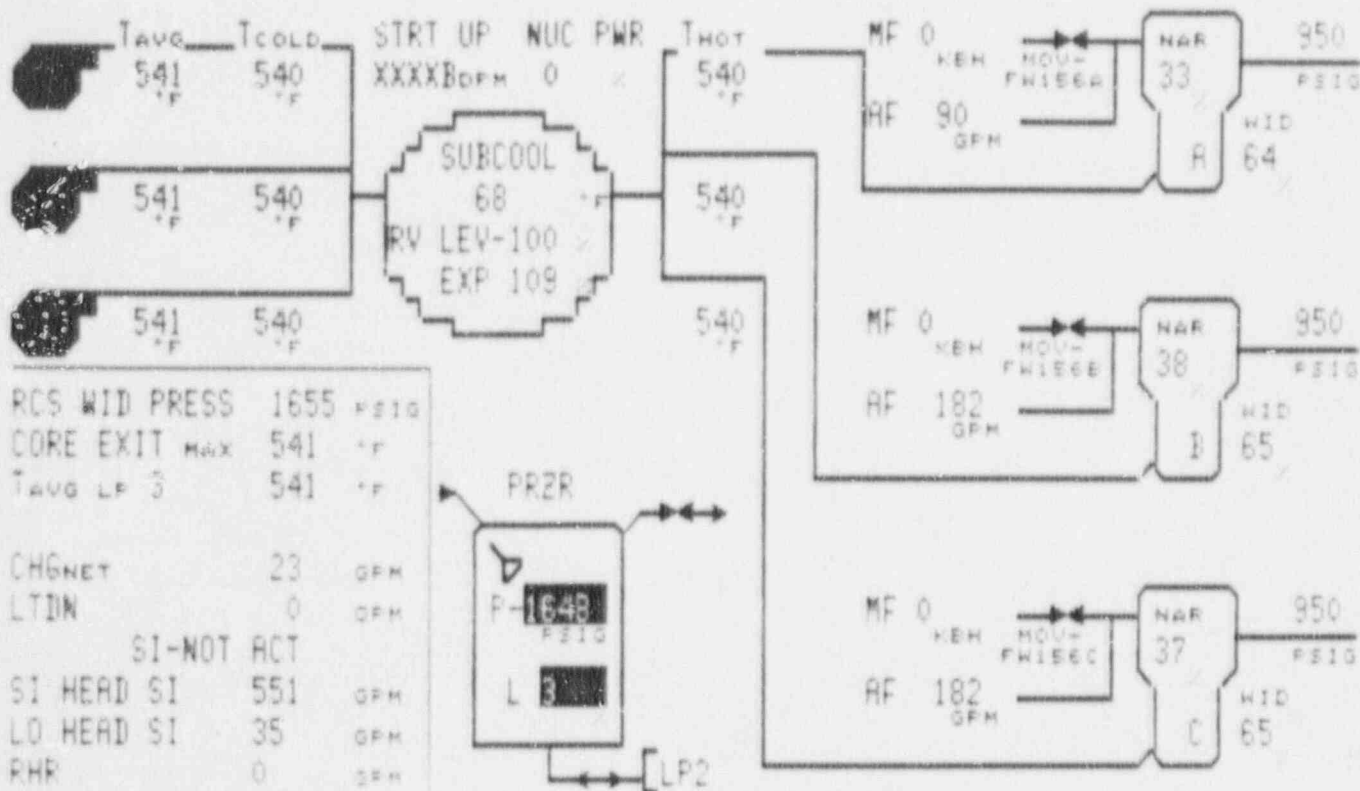 TAVG TCOLD STRT UP NUC PWR THOT
541 °F 540 °F XXXXBDPM 0 % 540 °F
MF 0 KBH MOV-FW156A NAR 33 % 950 PSIG
AF 90 GPM A WID 64 %
SUBCOOL
541 °F 540 °F 68 °F 540 °F
RV LEV-100 %
EXP 109
541 °F 540 °F 540 °F
MF 0 KBH MOV-FW156B NAR 38 % 950 PSIG
AF 182 GPM B WID 65 %
RCS WID PRESS 1655 PSIG
CORE EXIT MAX 541 °F
TAVG LP 3 541 °F
PRZR
CHGNET 23 GPM
LTDN 0 GPM
P-1648 PSIG
SI-NOT ACT
SI HEAD SI 551 GPM
L 3 %
LO HEAD SI 35 GPM
RHR 0 GPM
LP2
MF 0 KBH MOV-FW156C NAR 37 % 950 PSIG
AF 182 GPM C WID 65 %